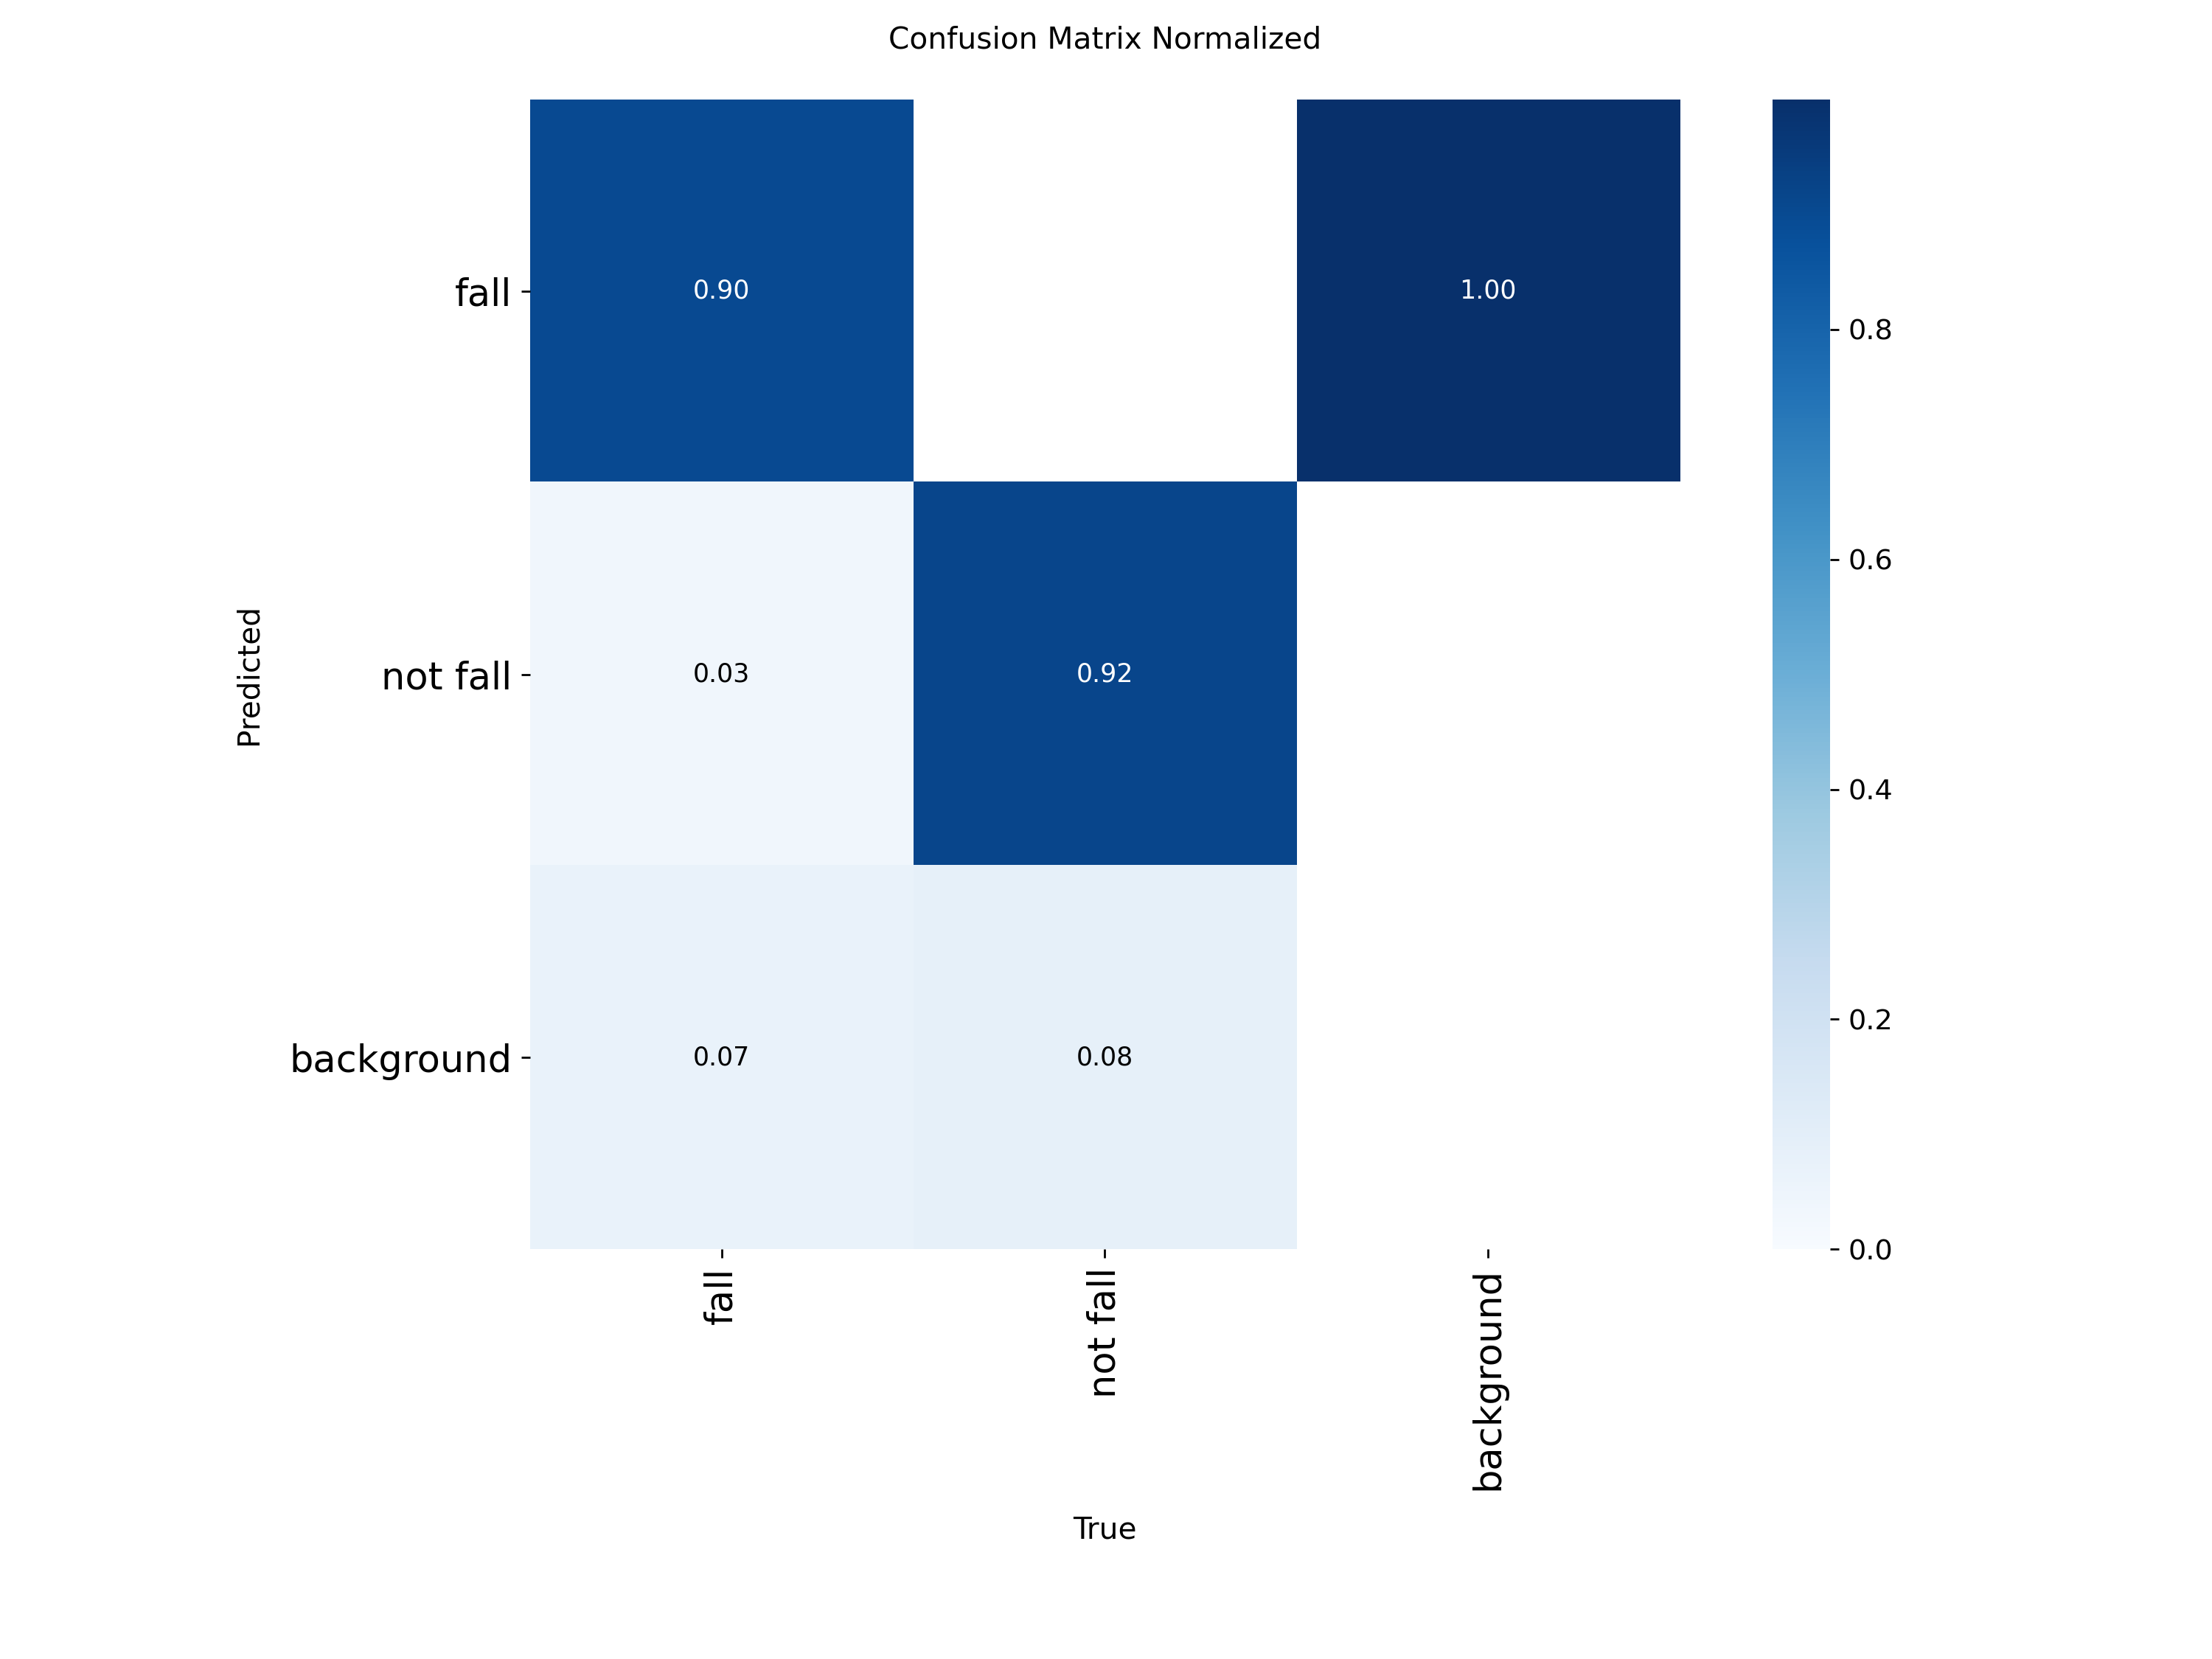 Confusion Matrix Normalized
fall
0.90
1.00
0.8
0.6
Predicted
not fall
0.03
0.92
0.4
background
0.07
0.08
0.2
0.0
fall
not fall
background
True